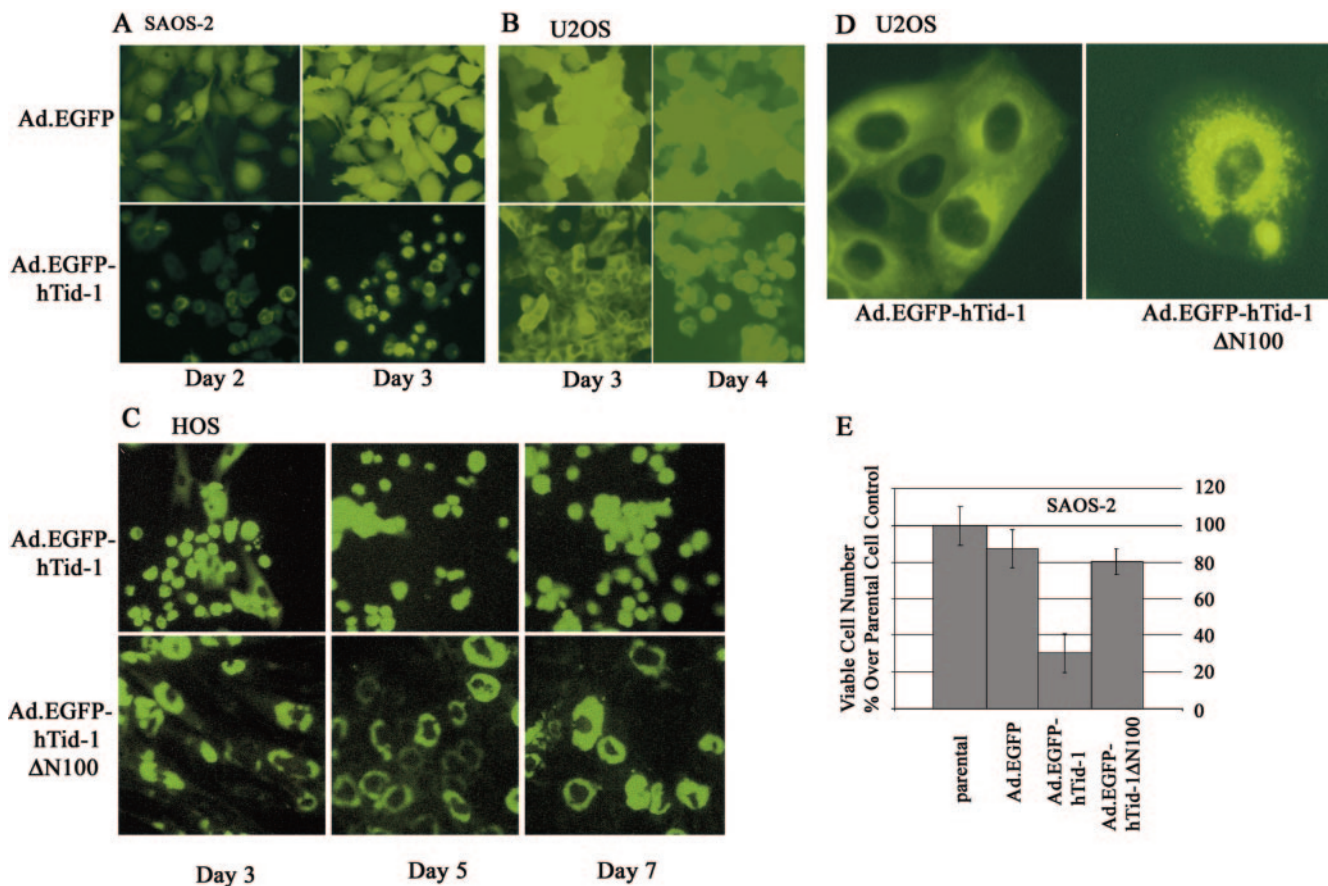 A SAOS-2
Ad.EGFP
Ad.EGFP-
hTid-1
Day 2
Day 3
B U2OS
Day 3
Day 4
D U2OS
Ad.EGFP-hTid-1
Ad.EGFP-hTid-1
ΔN100
C HOS
Ad.EGFP-
hTid-1
Ad.EGFP-
hTid-1
ΔN100
Day 3
Day 5
Day 7
E
SAOS-2
Viable Cell Number
% Over Parental Cell Control
120
100
80
60
40
20
0
parental
Ad.EGFP
Ad.EGFP-
hTid-1
Ad.EGFP-
hTid-1ΔN100